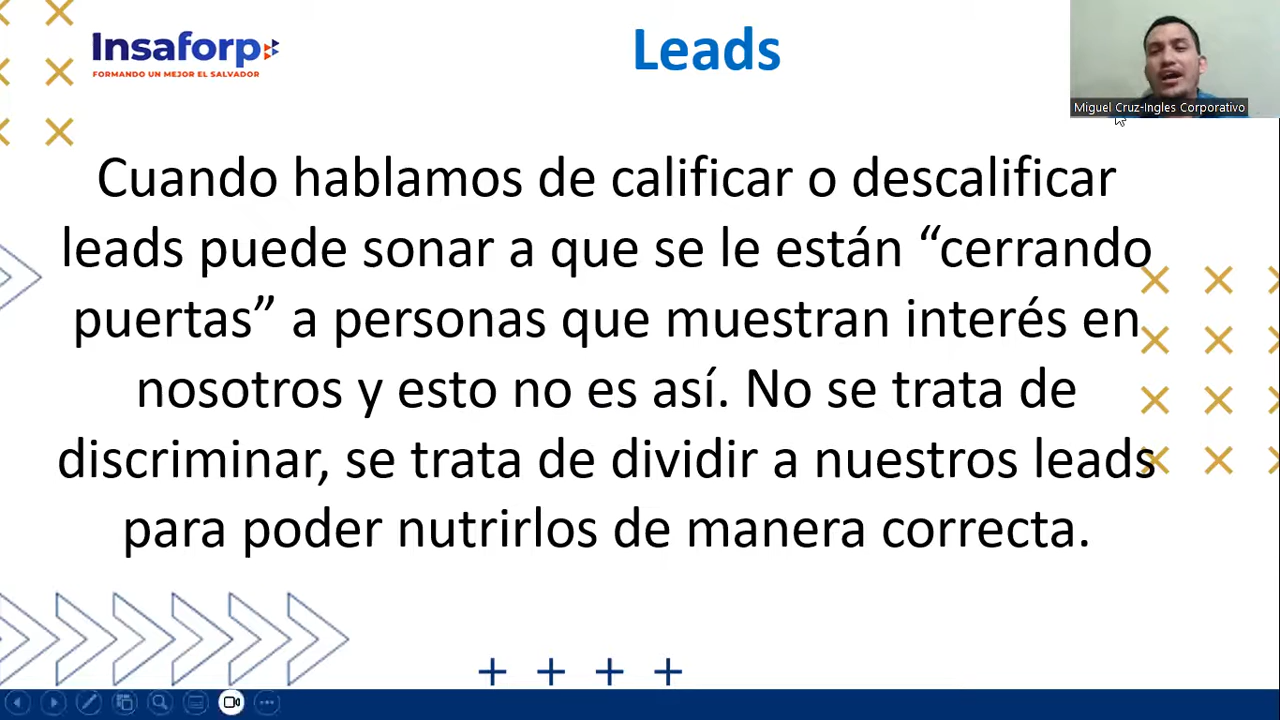 Insaforp
FORMANDO UN MEJOR EL SALVADOR
Leads
Miguel Cruz-Ingles Corporativo
Cuando hablamos de calificar o descalificar
leads puede sonar a que se le están “cerrando
puertas” a personas que muestran interés en
nosotros y esto no es así. No se trata de
discriminar, se trata de dividir a nuestros leads
para poder nutrirlos de manera correcta.